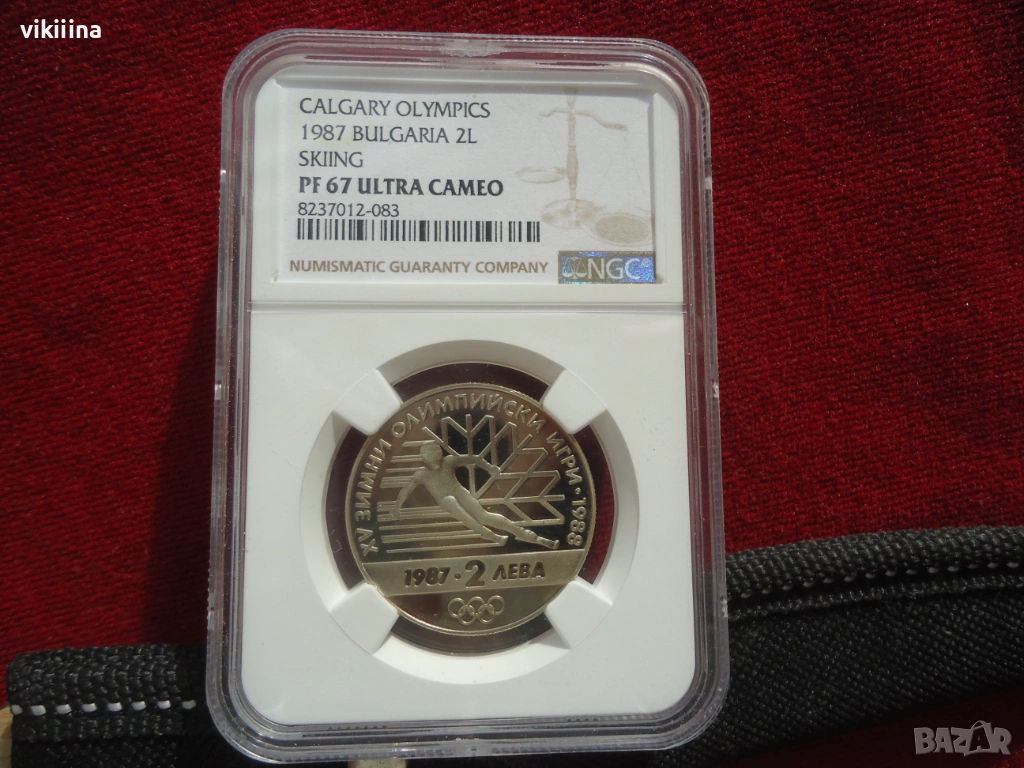 vikiiina
CALGARY OLYMPICS
1987 BULGARIA 2L
SKIING
PF 67 ULTRA CAMEO
8237012-083
NUMISMATIC GUARANTY COMPANY
NGC
XV ЗИМНИ ОЛИМПИЙСКИ ИГРИ • 1988
1987 • 2 ЛЕВА
BAZAR